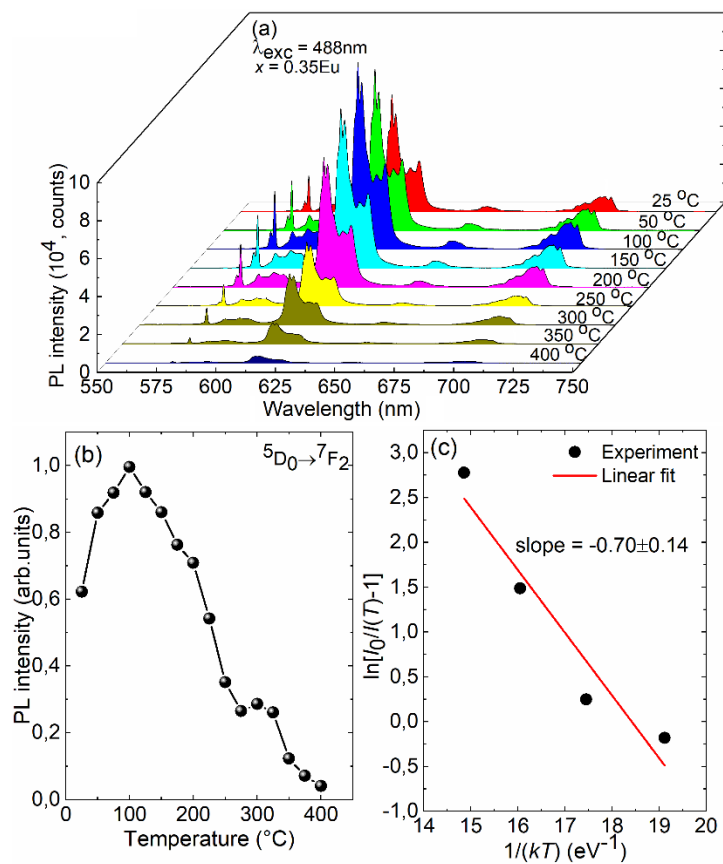 (a)
λexc = 488nm
x = 0.35Eu
PL intensity (10⁴, counts)
10
8
6
4
2
0
25 °C
50 °C
100 °C
150 °C
200 °C
250 °C
300 °C
350 °C
400 °C
550 575 600 625 650 675 700 725 750
Wavelength (nm)
(b)
⁵D₀→⁷F₂
PL intensity (arb.units)
1,0
0,8
0,6
0,4
0,2
0,0
0 100 200 300 400
Temperature (°C)
(c)
Experiment
Linear fit
slope = -0.70±0.14
ln[I₀/I(T)-1]
3,0
2,5
2,0
1,5
1,0
0,5
0,0
-0,5
-1,0
14 15 16 17 18 19 20
1/(kT) (eV⁻¹)